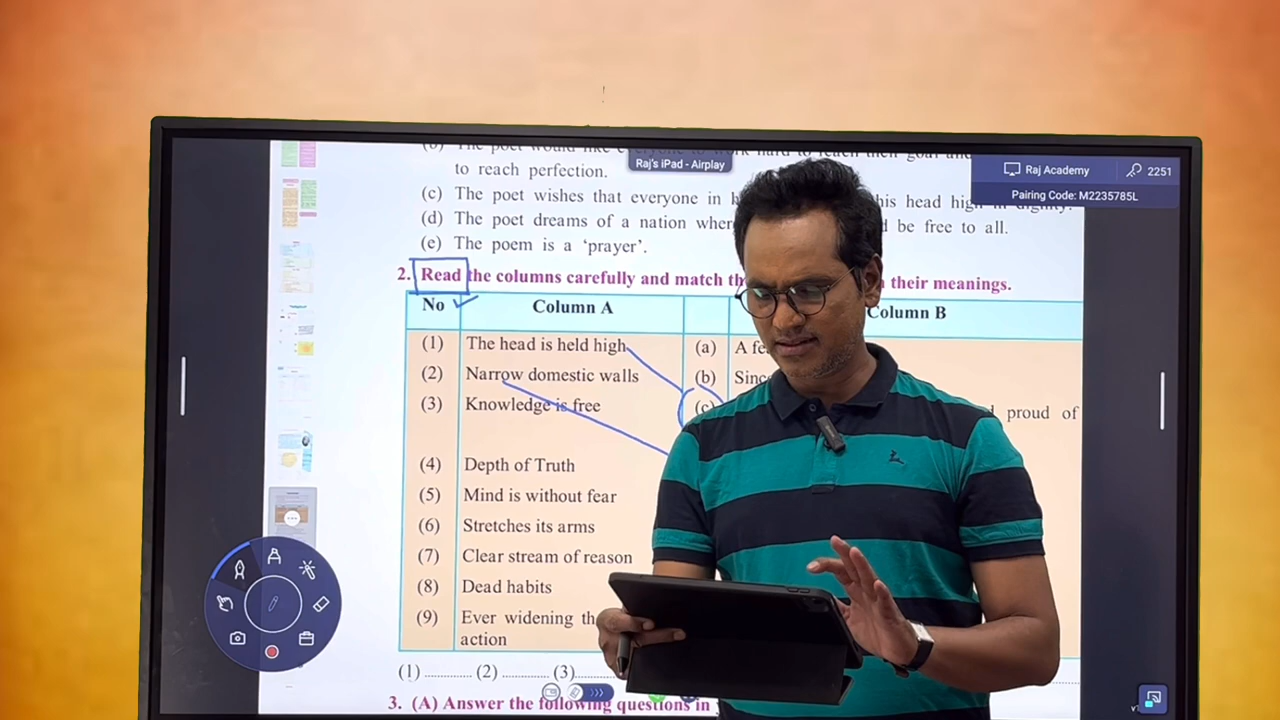 to reach perfection.
Raj's iPad - Airplay
Raj Academy 2251
Pairing Code: M2235785L
(c) The poet wishes that everyone in his head high in dignity.
(d) The poet dreams of a nation be free to all.
(e) The poem is a ‘prayer’.
2. Read the columns carefully and match their meanings.
No Column A Column B
(1) The head is held high (a) A
(2) Narrow domestic walls (b)
(3) Knowledge is free (c) proud of
(4) Depth of Truth
(5) Mind is without fear
(6) Stretches its arms
(7) Clear stream of reason
(8) Dead habits
(9) Ever widening
action
(1) .............. (2) .............. (3)
3. (A) Answer the following questions in